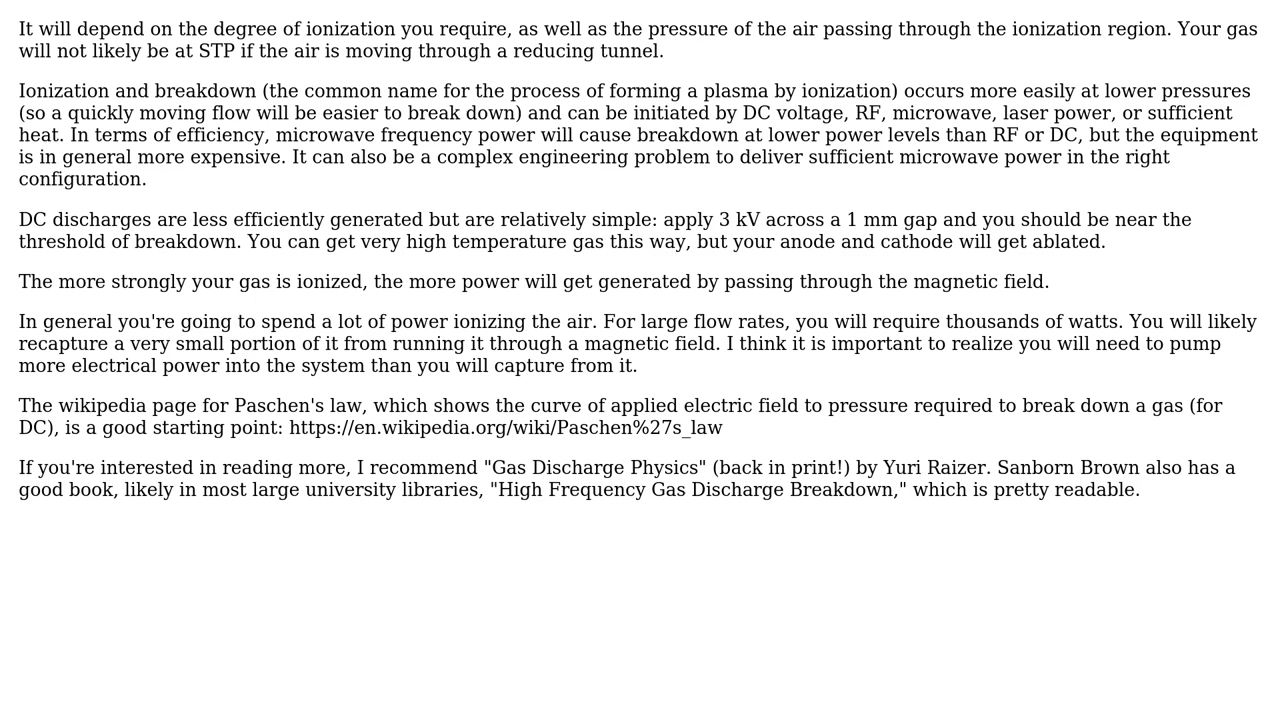 It will depend on the degree of ionization you require, as well as the pressure of the air passing through the ionization region. Your gas
will not likely be at STP if the air is moving through a reducing tunnel.
Ionization and breakdown (the common name for the process of forming a plasma by ionization) occurs more easily at lower pressures
(so a quickly moving flow will be easier to break down) and can be initiated by DC voltage, RF, microwave, laser power, or sufficient
heat. In terms of efficiency, microwave frequency power will cause breakdown at lower power levels than RF or DC, but the equipment
is in general more expensive. It can also be a complex engineering problem to deliver sufficient microwave power in the right
configuration.
DC discharges are less efficiently generated but are relatively simple: apply 3 kV across a 1 mm gap and you should be near the
threshold of breakdown. You can get very high temperature gas this way, but your anode and cathode will get ablated.
The more strongly your gas is ionized, the more power will get generated by passing through the magnetic field.
In general you're going to spend a lot of power ionizing the air. For large flow rates, you will require thousands of watts. You will likely
recapture a very small portion of it from running it through a magnetic field. I think it is important to realize you will need to pump
more electrical power into the system than you will capture from it.
The wikipedia page for Paschen's law, which shows the curve of applied electric field to pressure required to break down a gas (for
DC), is a good starting point: https://en.wikipedia.org/wiki/Paschen%27s_law
If you're interested in reading more, I recommend "Gas Discharge Physics" (back in print!) by Yuri Raizer. Sanborn Brown also has a
good book, likely in most large university libraries, "High Frequency Gas Discharge Breakdown," which is pretty readable.